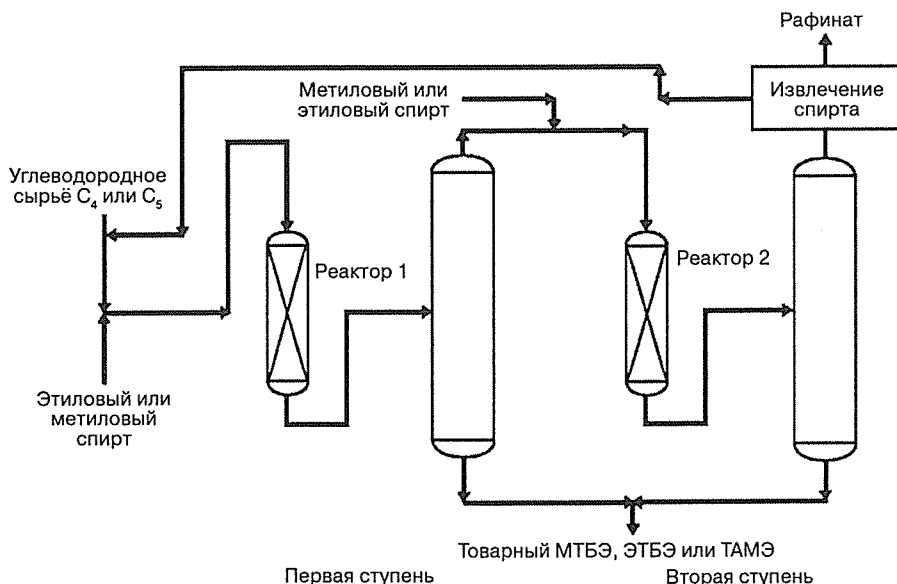 Рафинат
Метиловый или
этиловый спирт
Извлечение
спирта
Углеводородное
сырьё C₄ или C₅
Реактор 1
Реактор 2
Этиловый или
метиловый
спирт
Товарный МТБЭ, ЭТБЭ или ТАМЭ
Первая ступень
Вторая ступень